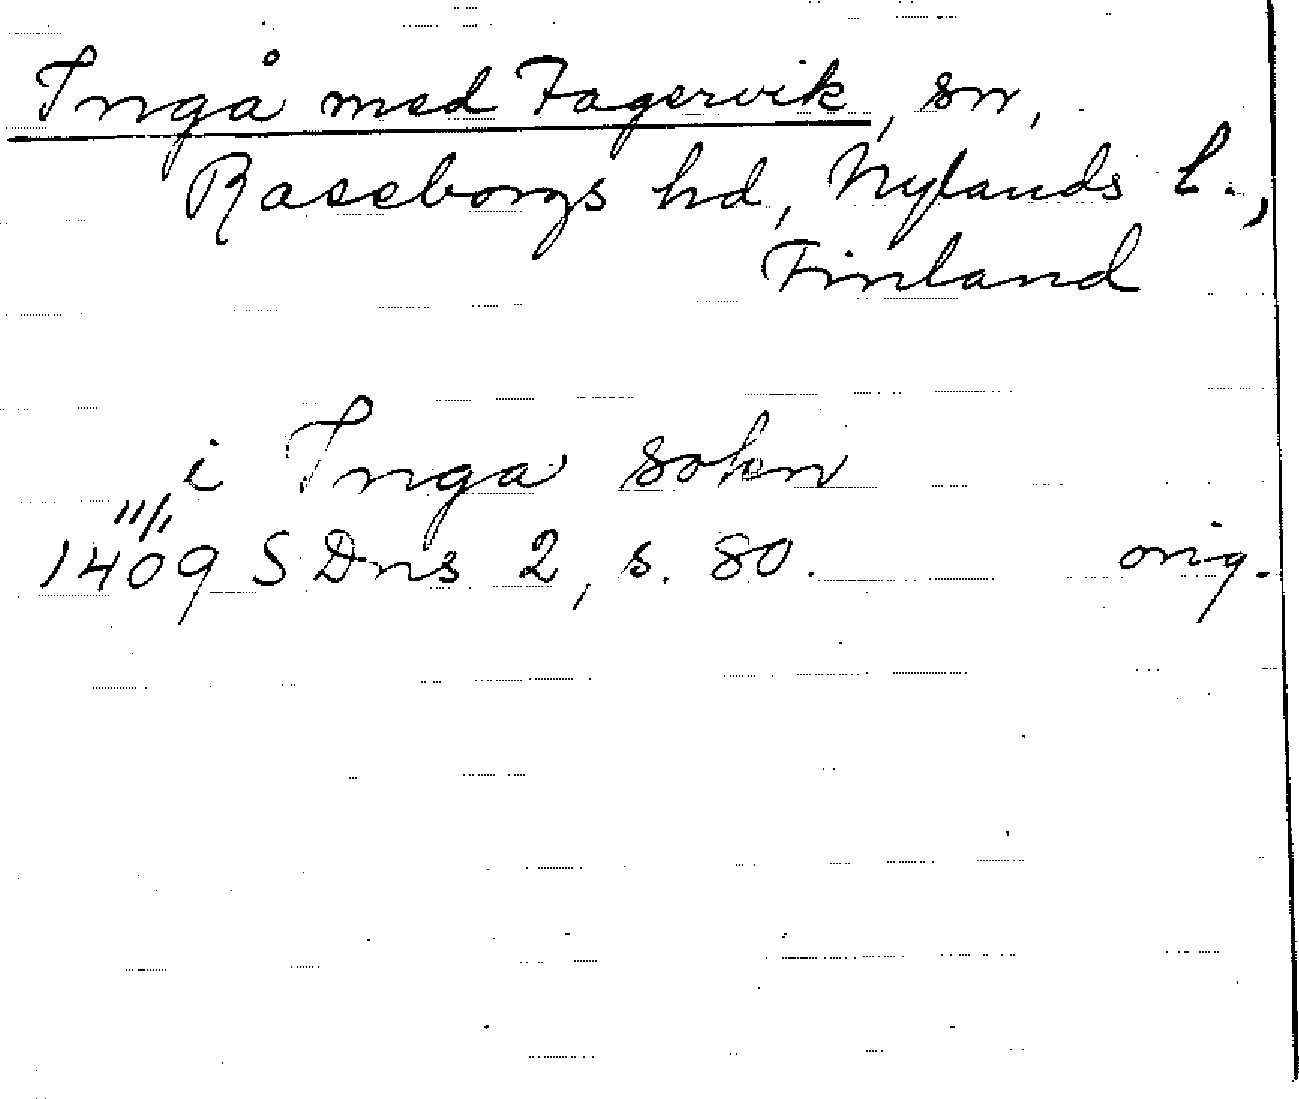 Ingå med Fagervik, sn,
Raseborgs hd, Nylands l.,
Finland
i Inga sokn
11/1
1409 SDns 2, s. 80. orig.